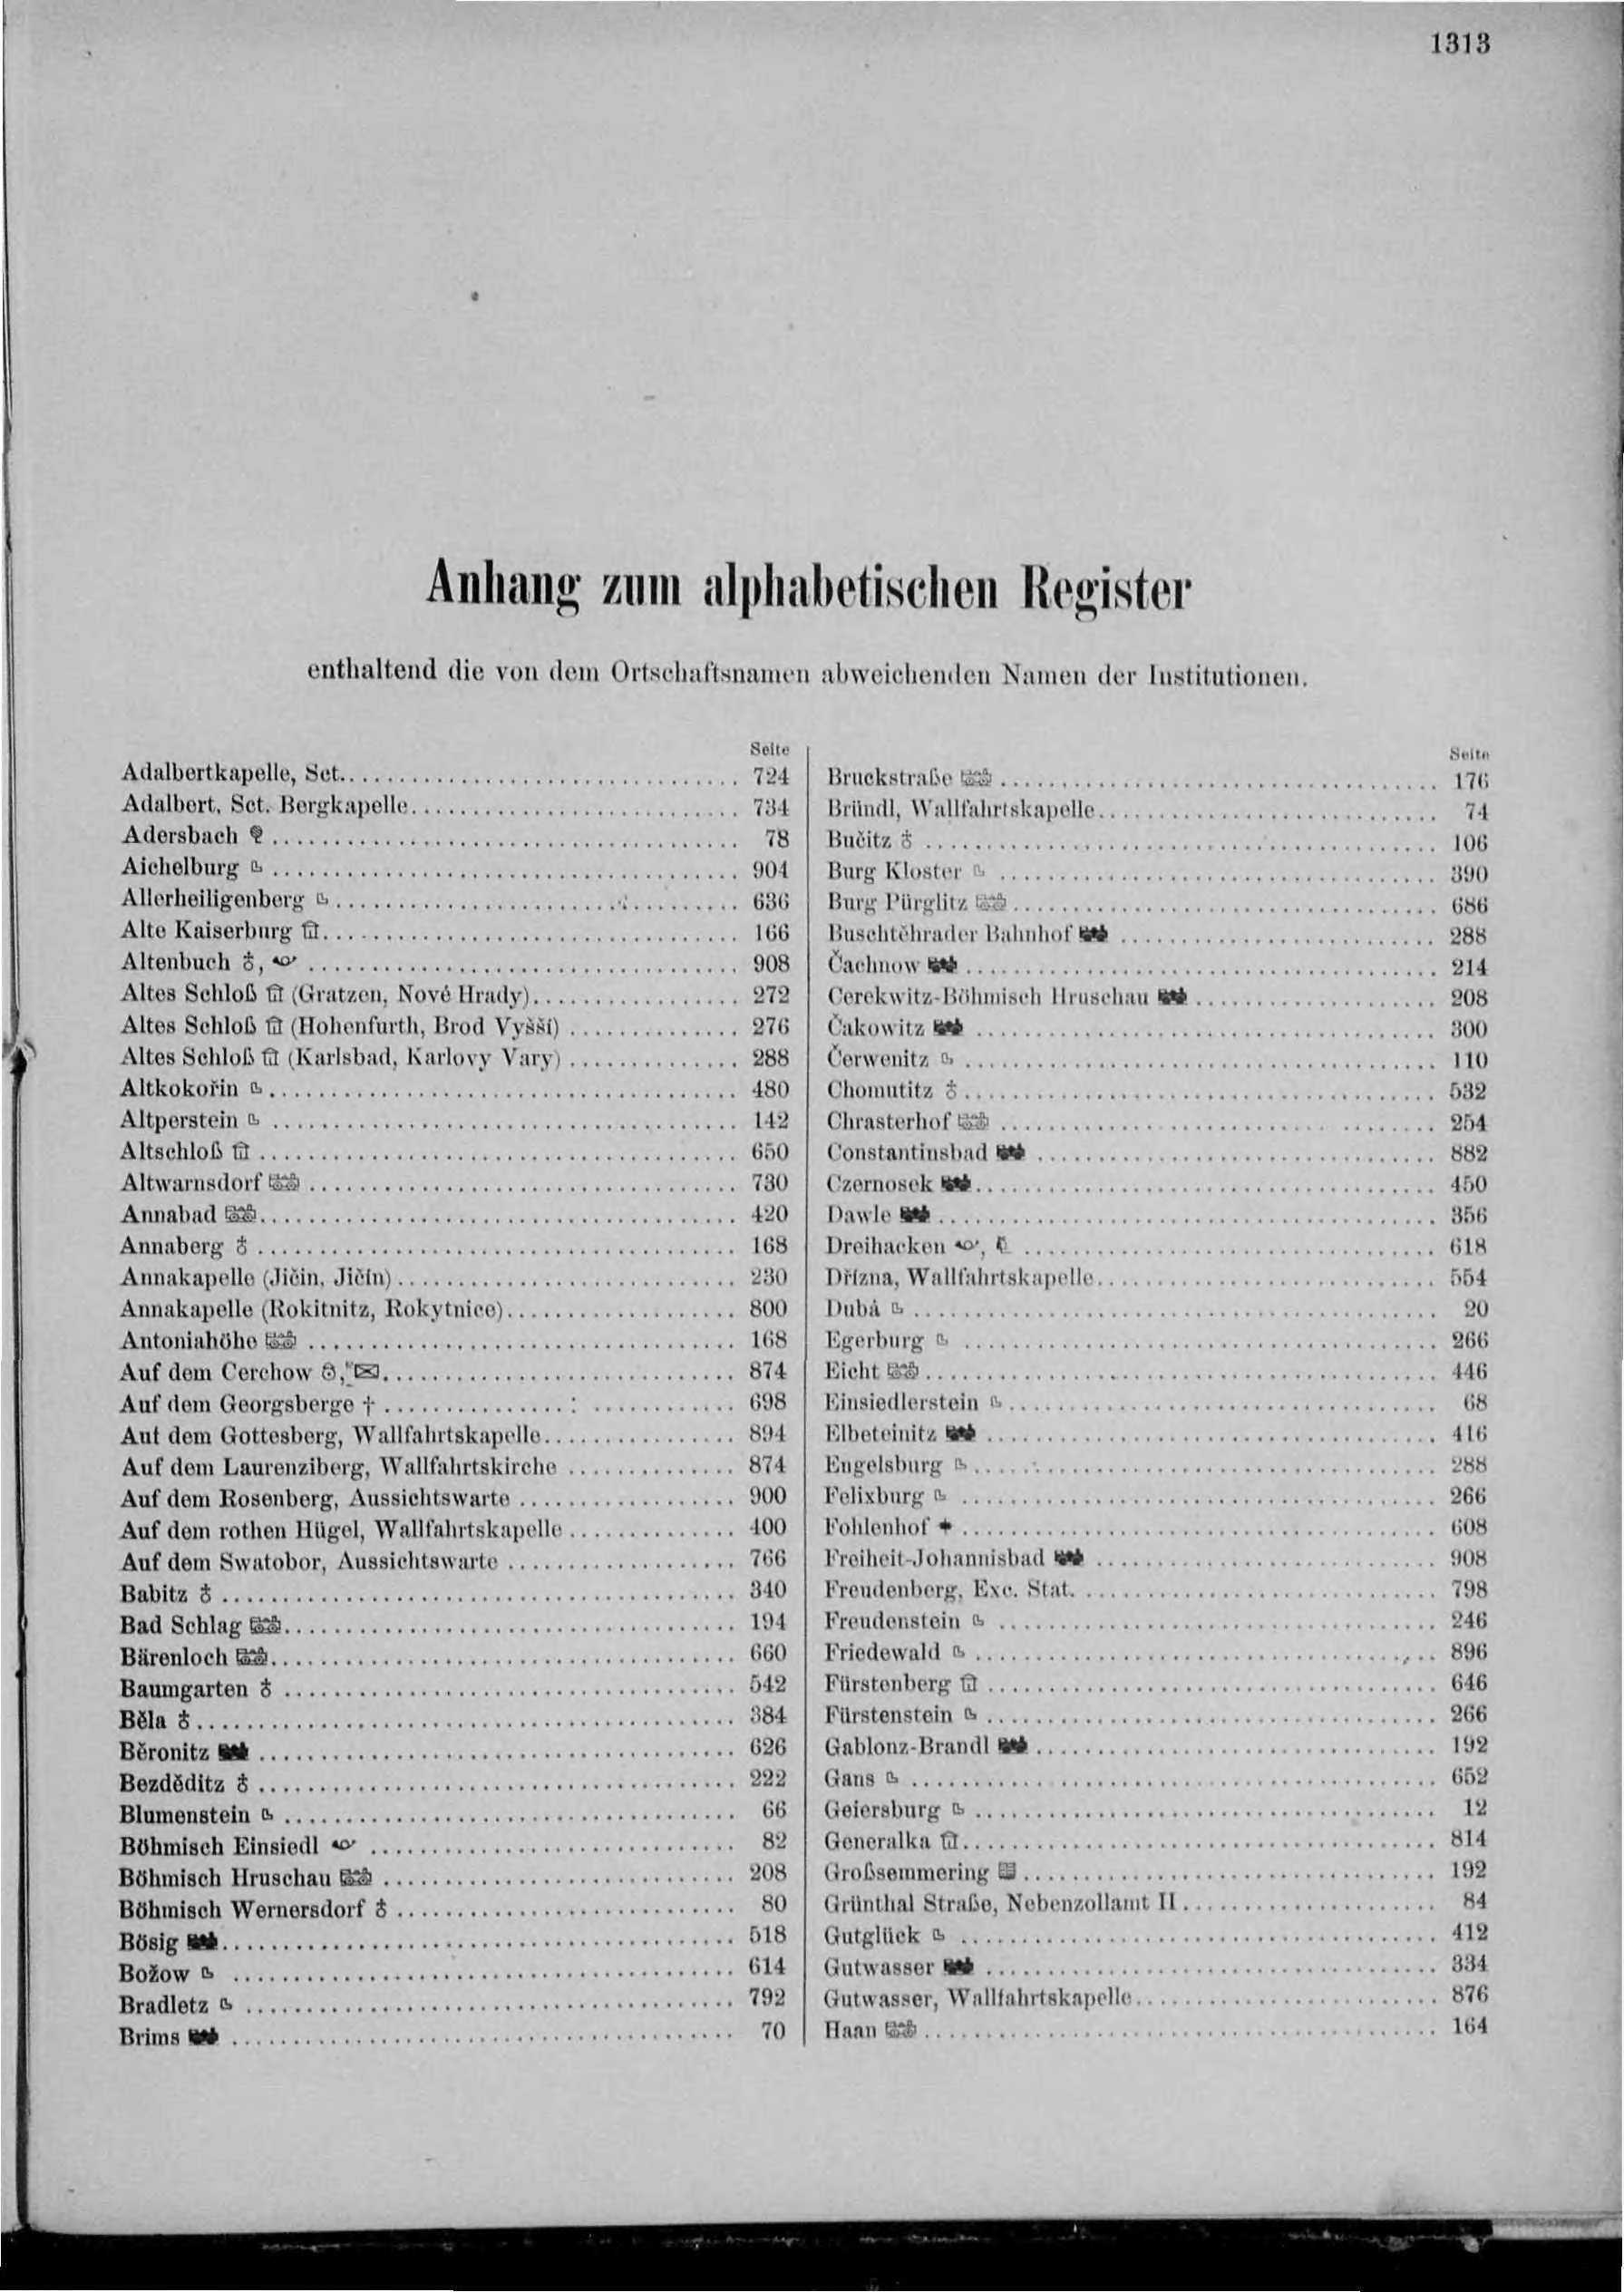 1313
Anhang zum alphabetischen Register
enthaltend die von dem Ortschaftsnamen abweichenden Namen der Institutionen.
Seite
Adalbertkapelle, Sct. 724
Adalbert, Sct. Bergkapelle 734
Adersbach 78
Aichelburg 904
Allerheiligenberg 636
Alte Kaiserburg 166
Altenbuch ♁, 908
Altes Schloß (Gratzen, Nové Hrady) 272
Altes Schloß (Hohenfurth, Brod Vyšší) 276
Altes Schloß (Karlsbad, Karlovy Vary) 288
Altkokořin 480
Altperstein 142
Altschloß 650
Altwarnsdorf 730
Annabad 420
Annaberg ♁ 168
Annakapelle (Jičin, Jičín) 230
Annakapelle (Rokitnitz, Rokytnice) 800
Antoniahöhe 168
Auf dem Cerchow , ✉ 874
Auf dem Georgsberge † 698
Auf dem Gottesberg, Wallfahrtskapelle 894
Auf dem Laurenziberg, Wallfahrtskirche 874
Auf dem Rosenberg, Aussichtswarte 900
Auf dem rothen Hügel, Wallfahrtskapelle 400
Auf dem Swatobor, Aussichtswarte 766
Babitz ♁ 340
Bad Schlag 194
Bärenloch 660
Baumgarten ♁ 542
Běla ♁ 384
Běronitz 626
Bezděditz ♁ 222
Blumenstein 66
Böhmisch Einsiedl 82
Böhmisch Hruschau 208
Böhmisch Wernersdorf ♁ 80
Bösig 518
Božow 614
Bradletz 792
Brims 70
Seite
Bruckstraße 176
Bründl, Wallfahrtskapelle 74
Bučitz ♁ 106
Burg Kloster 390
Burg Pürglitz 686
Buschtěhrader Bahnhof 288
Čachnow 214
Cerekwitz-Böhmisch Hruschau 208
Čakowitz 300
Čerwenitz 110
Chomutitz ♁ 532
Chrasterhof 254
Constantinsbad 882
Czernosek 450
Dawle 356
Dreihacken , 618
Dřízna, Wallfahrtskapelle 554
Dubá 20
Egerburg 266
Eicht 446
Einsiedlerstein 68
Elbeteinitz 416
Engelsburg 288
Felixburg 266
Fohlenhof 608
Freiheit-Johannisbad 908
Freudenberg, Exc. Stat. 798
Freudenstein 246
Friedewald 896
Fürstenberg 646
Fürstenstein 266
Gablonz-Brandl 192
Gans 652
Geiersburg 12
Generalka 814
Großsemmering 192
Grünthal Straße, Nebenzollamt II 84
Gutglück 412
Gutwasser 334
Gutwasser, Wallfahrtskapelle 876
Haan 164